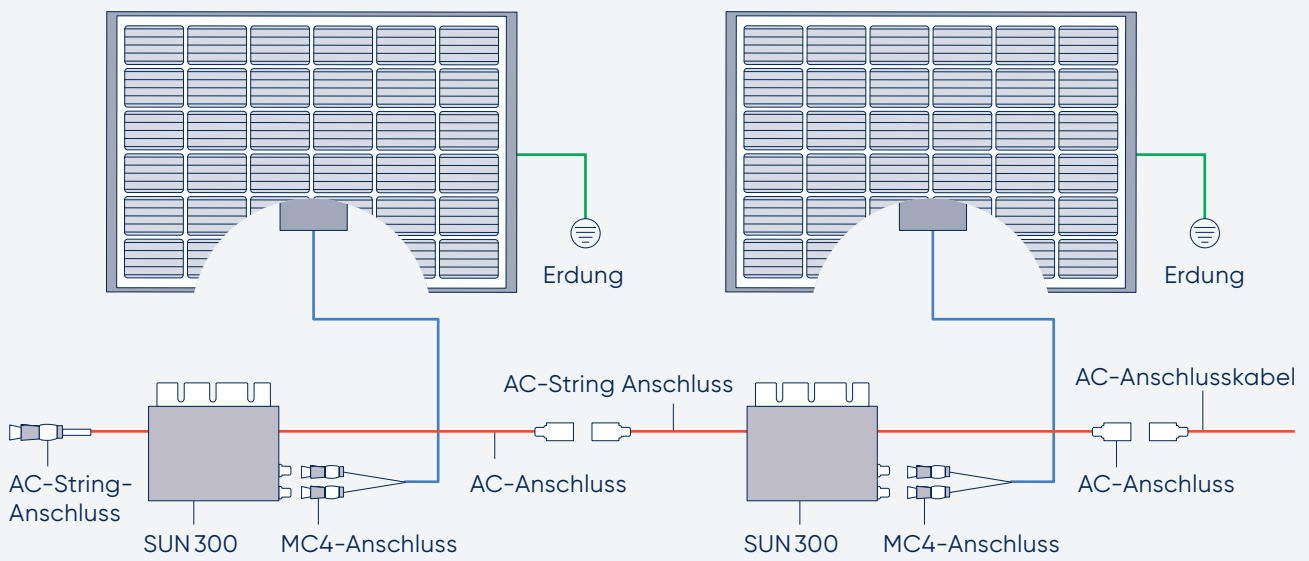 Erdung
Erdung
AC-String Anschluss
AC-Anschlusskabel
AC-String-
Anschluss
AC-Anschluss
AC-Anschluss
SUN300
MC4-Anschluss
SUN300
MC4-Anschluss